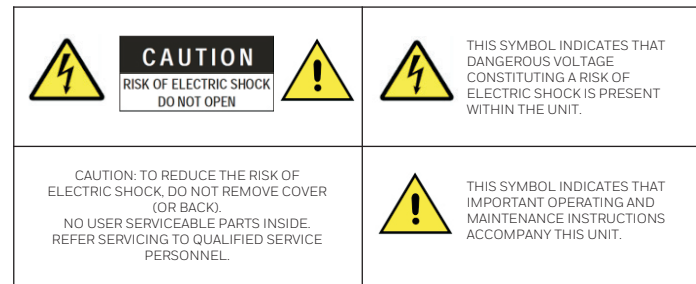 CAUTION
RISK OF ELECTRIC SHOCK
DO NOT OPEN
THIS SYMBOL INDICATES THAT
DANGEROUS VOLTAGE
CONSTITUTING A RISK OF
ELECTRIC SHOCK IS PRESENT
WITHIN THE UNIT.
CAUTION: TO REDUCE THE RISK OF
ELECTRIC SHOCK, DO NOT REMOVE COVER
(OR BACK).
NO USER SERVICEABLE PARTS INSIDE.
REFER SERVICING TO QUALIFIED SERVICE
PERSONNEL.
THIS SYMBOL INDICATES THAT
IMPORTANT OPERATING AND
MAINTENANCE INSTRUCTIONS
ACCOMPANY THIS UNIT.